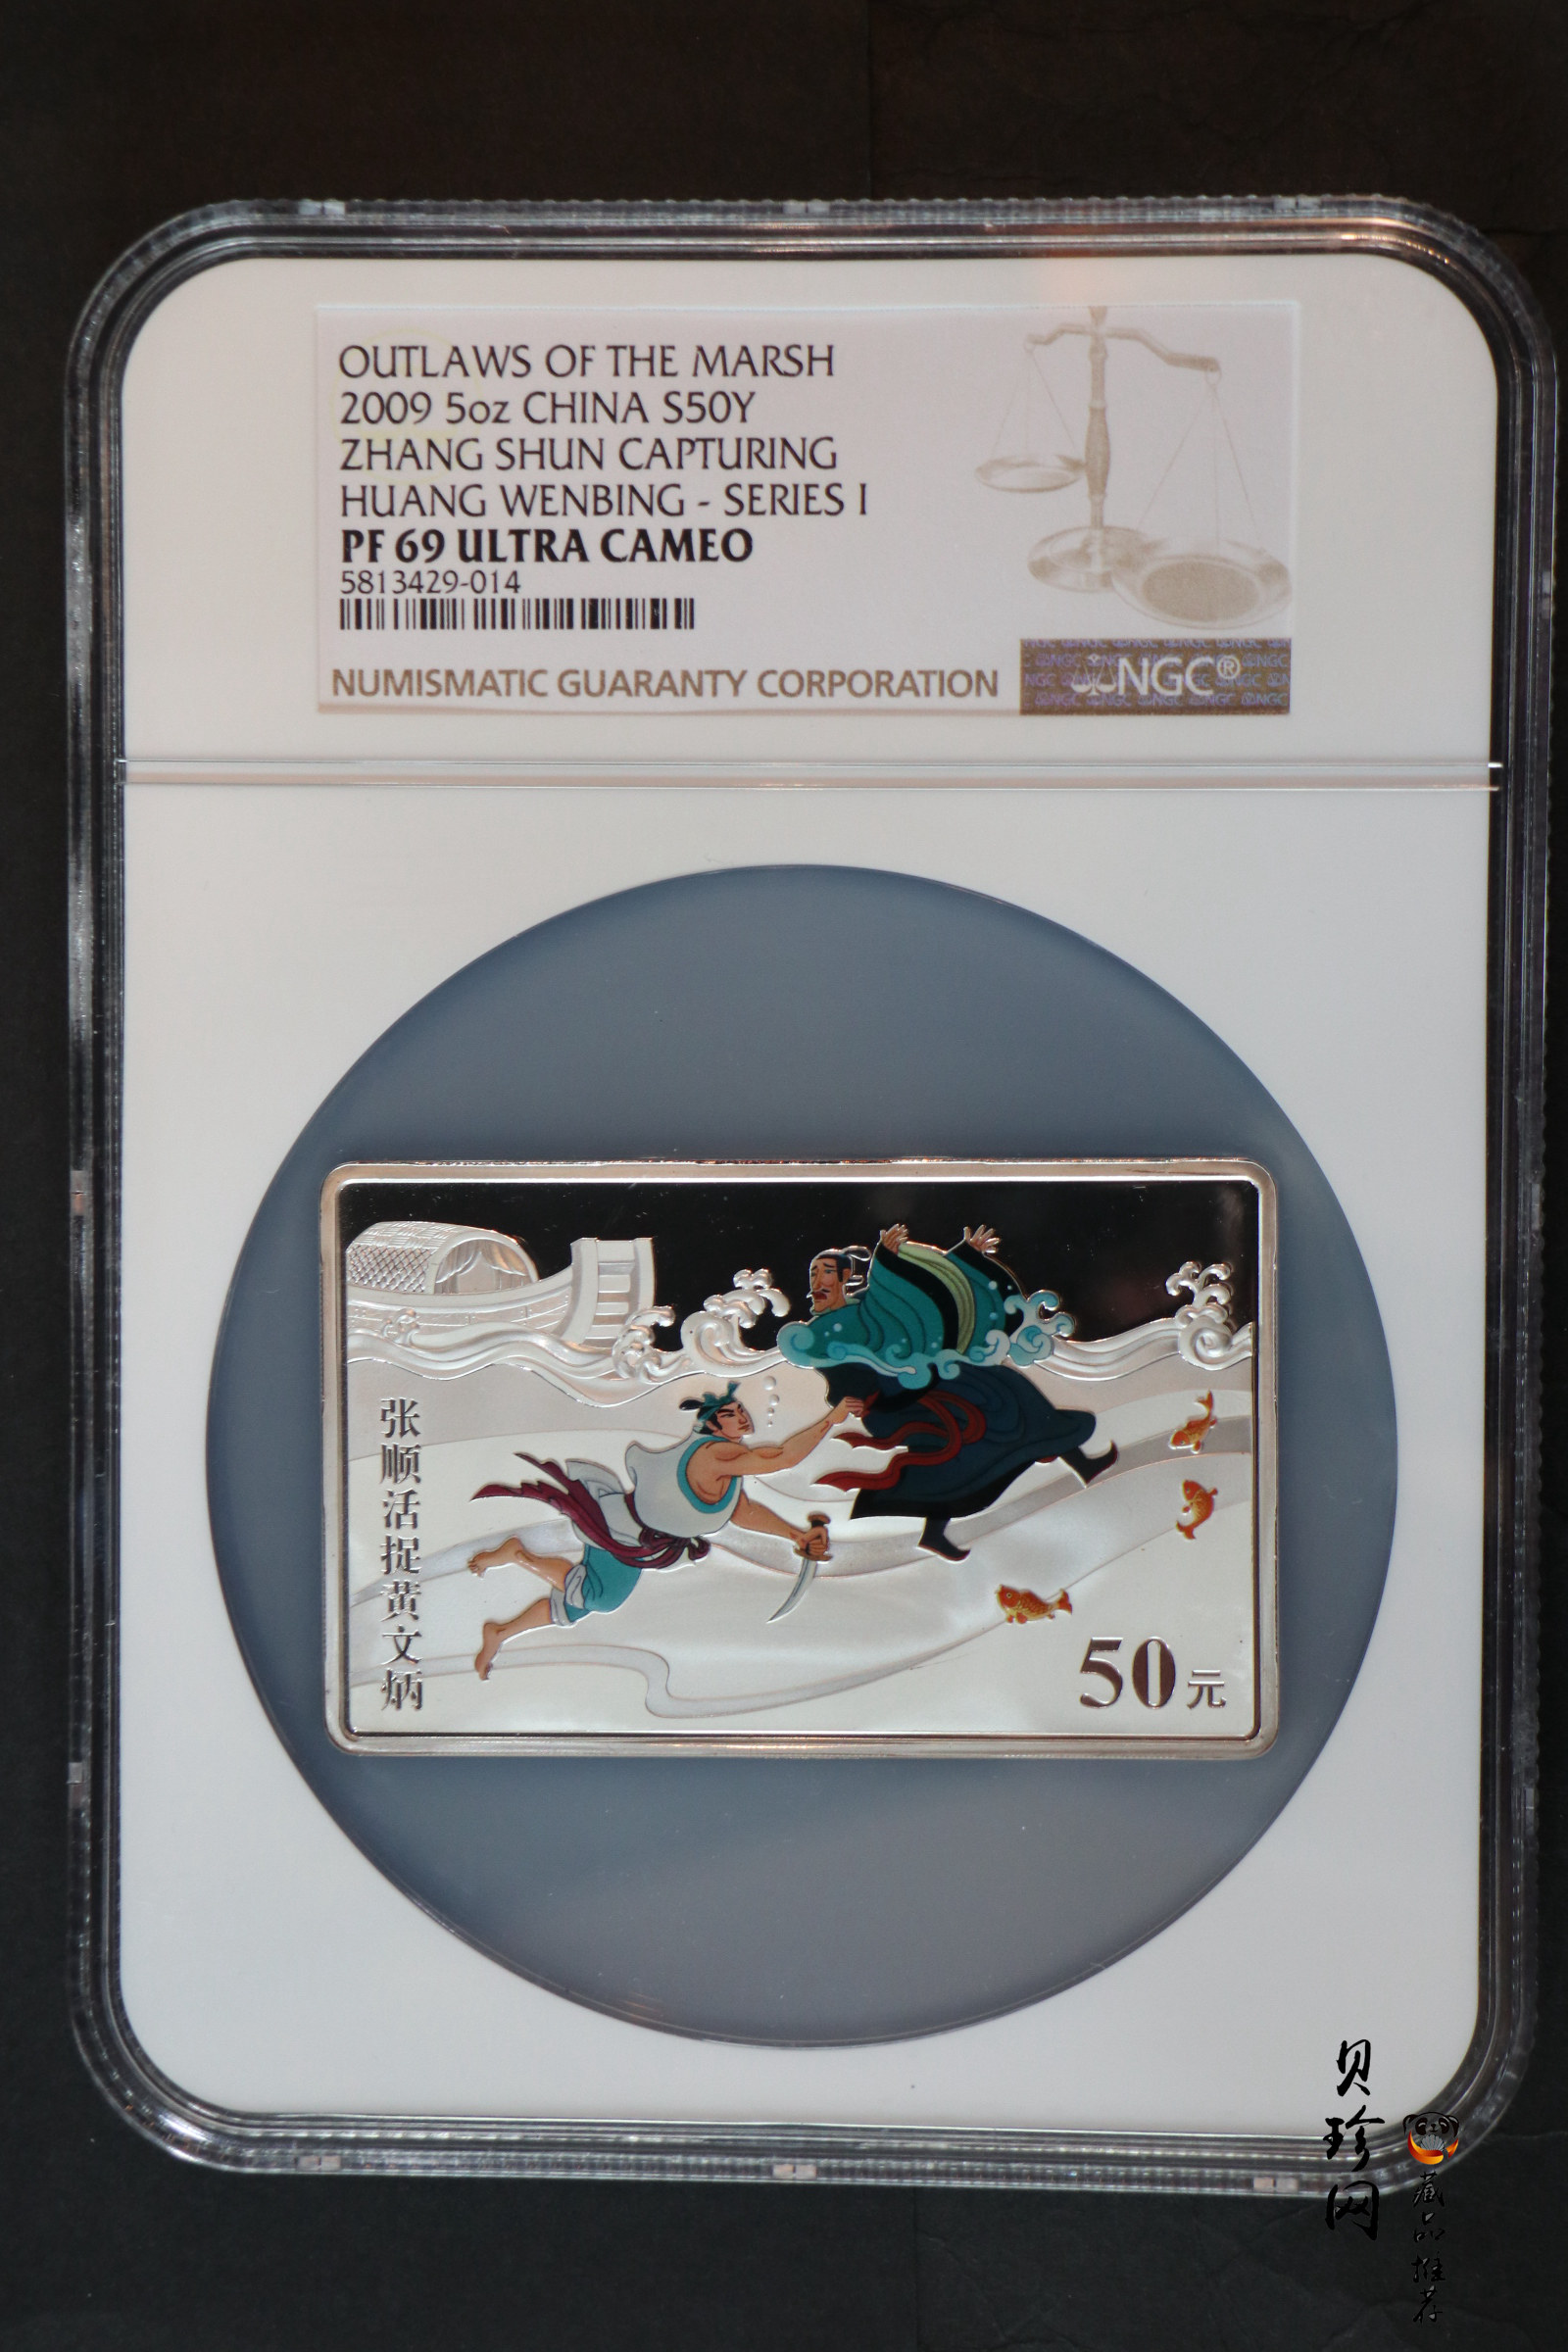 OUTLAWS OF THE MARSH
2009 5oz CHINA S50Y
ZHANG SHUN CAPTURING
HUANG WENBING - SERIES I
PF 69 ULTRA CAMEO
5813429-014
NUMISMATIC GUARANTY CORPORATION
NGC®
张顺活捉黄文炳
50元
贝珍网
藏品推荐